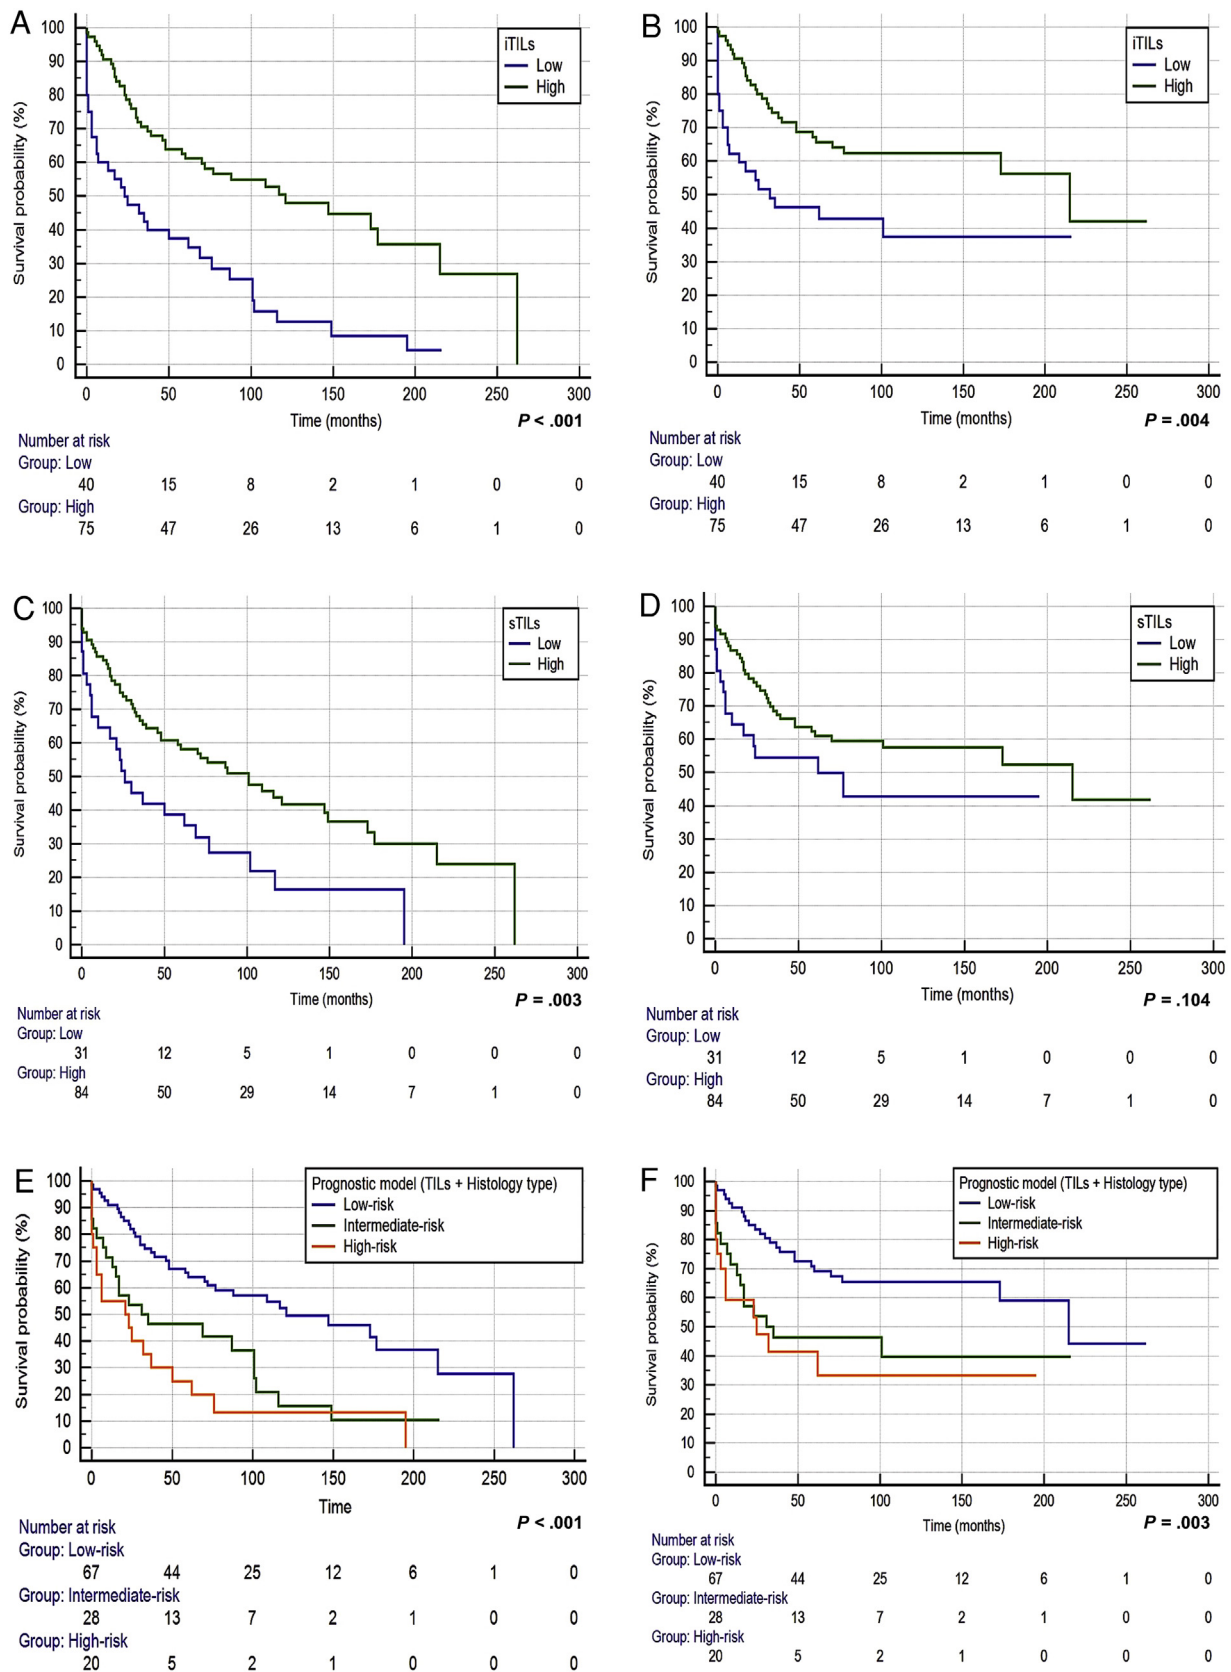 A
100
90
80
70
60
50
40
30
20
10
0
Survival probability (%)
iTILs
Low
High
0 50 100 150 200 250 300
Time (months)
P < .001
Number at risk
Group: Low
40 15 8 2 1 0 0
Group: High
75 47 26 13 6 1 0
B
100
90
80
70
60
50
40
30
20
10
0
Survival probability (%)
iTILs
Low
High
0 50 100 150 200 250 300
Time (months)
P = .004
Number at risk
Group: Low
40 15 8 2 1 0 0
Group: High
75 47 26 13 6 1 0
C
100
90
80
70
60
50
40
30
20
10
0
Survival probability (%)
sTILs
Low
High
0 50 100 150 200 250 300
Time (months)
P = .003
Number at risk
Group: Low
31 12 5 1 0 0 0
Group: High
84 50 29 14 7 1 0
D
100
90
80
70
60
50
40
30
20
10
0
Survival probability (%)
sTILs
Low
High
0 50 100 150 200 250 300
Time (months)
P = .104
Number at risk
Group: Low
31 12 5 1 0 0 0
Group: High
84 50 29 14 7 1 0
E
100
90
80
70
60
50
40
30
20
10
0
Survival probability (%)
Prognostic model (TILs + Histology type)
Low-risk
Intermediate-risk
High-risk
0 50 100 150 200 250 300
Time
P < .001
Number at risk
Group: Low-risk
67 44 25 12 6 1 0
Group: Intermediate-risk
28 13 7 2 1 0 0
Group: High-risk
20 5 2 1 0 0 0
F
100
90
80
70
60
50
40
30
20
10
0
Survival probability (%)
Prognostic model (TILs + Histology type)
Low-risk
Intermediate-risk
High-risk
0 50 100 150 200 250 300
Time (months)
P = .003
Number at risk
Group: Low-risk
67 44 25 12 6 1 0
Group: Intermediate-risk
28 13 7 2 1 0 0
Group: High-risk
20 5 2 1 0 0 0